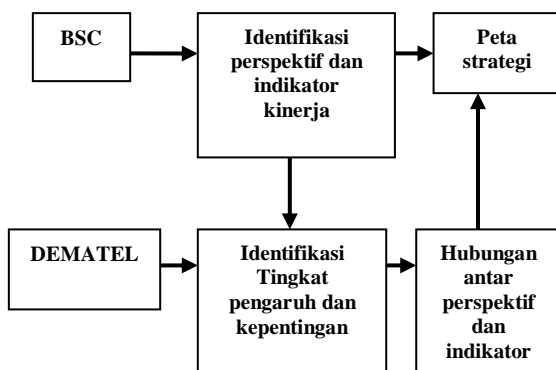 BSC
Identifikasi
perspektif dan
indikator
kinerja
Peta
strategi
DEMATEL
Identifikasi
Tingkat
pengaruh dan
kepentingan
Hubungan
antar
perspektif
dan
indikator